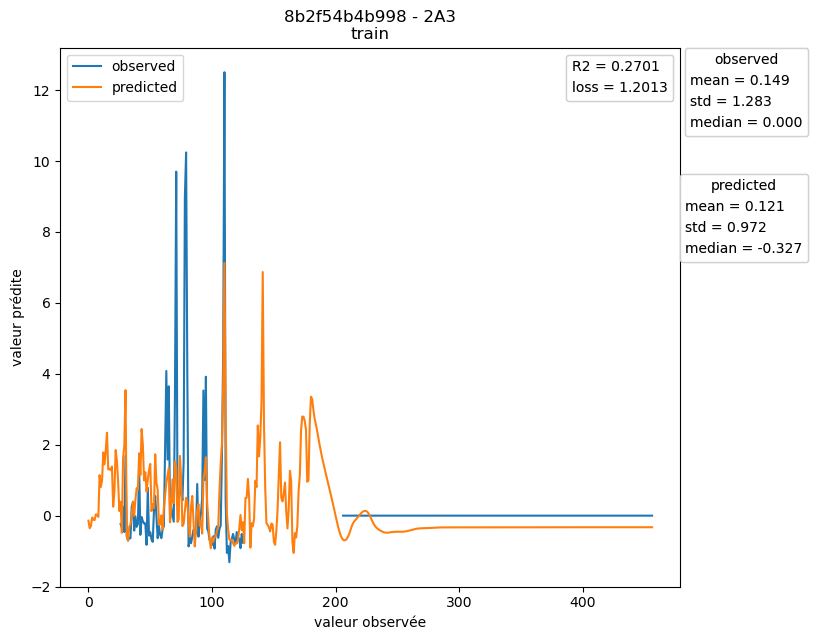 8b2f54b4b998 - 2A3
train
observed
predicted
R2 = 0.2701
loss = 1.2013
observed
mean = 0.149
std = 1.283
median = 0.000
predicted
mean = 0.121
std = 0.972
median = -0.327
12
10
8
6
4
2
0
−2
valeur prédite
0
100
200
300
400
valeur observée